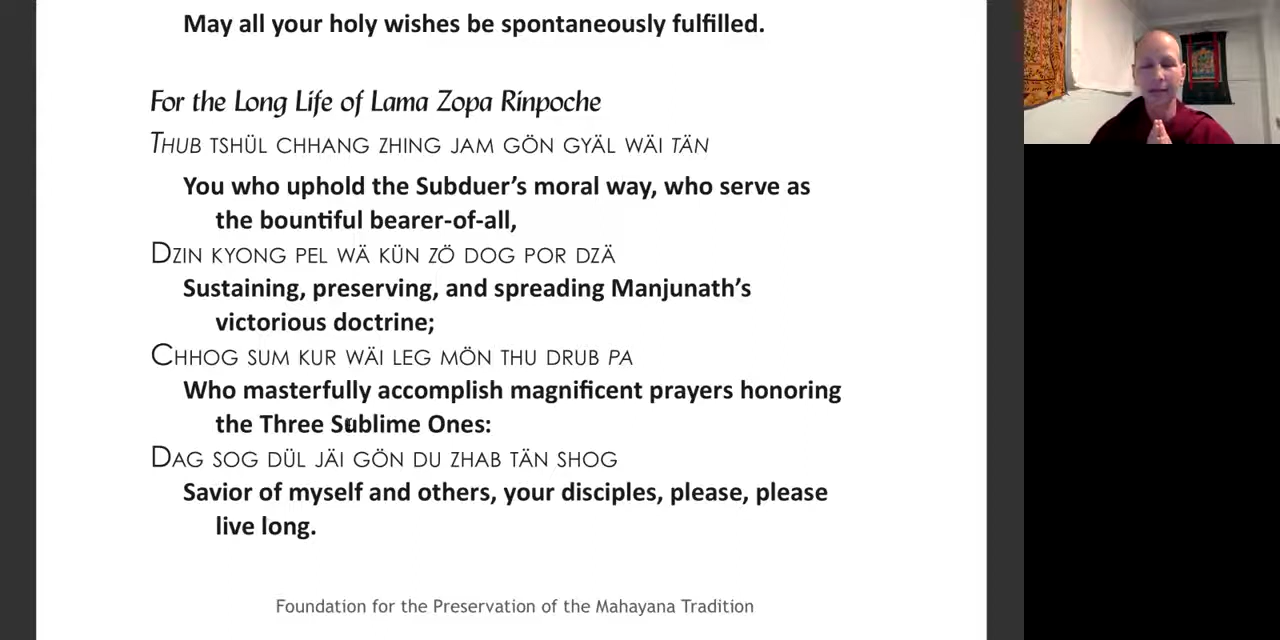 May all your holy wishes be spontaneously fulfilled.
For the Long Life of Lama Zopa Rinpoche
THUB TSHÜL CHHANG ZHING JAM GÖN GYÄL WÄI TÄN
You who uphold the Subduer’s moral way, who serve as
the bountiful bearer-of-all,
DZIN KYONG PEL WÄ KÜN ZÖ DOG POR DZÄ
Sustaining, preserving, and spreading Manjunath’s
victorious doctrine;
CHHOG SUM KUR WÄI LEG MÖN THU DRUB PA
Who masterfully accomplish magnificent prayers honoring
the Three Sublime Ones:
DAG SOG DÜL JÄI GÖN DU ZHAB TÄN SHOG
Savior of myself and others, your disciples, please, please
live long.
Foundation for the Preservation of the Mahayana Tradition